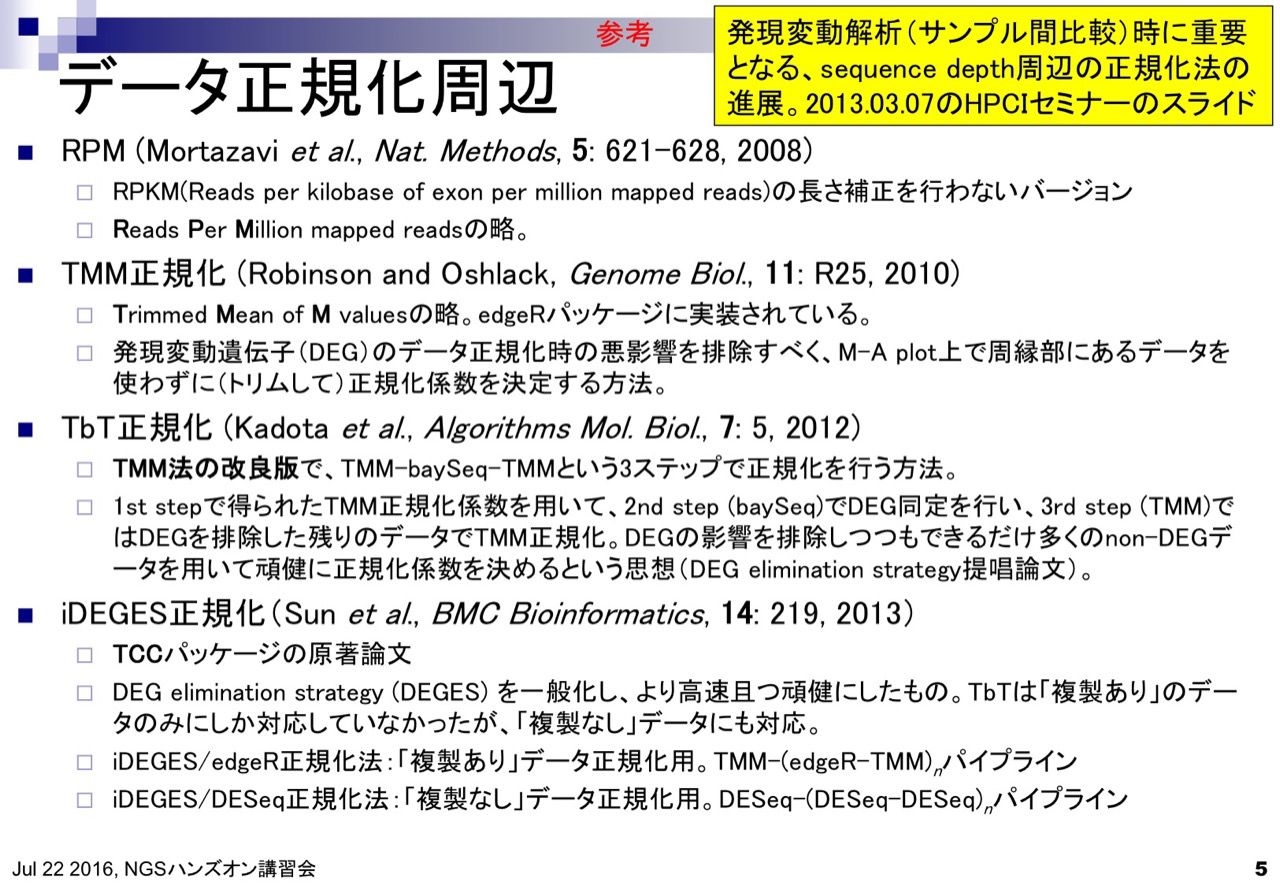 参考
発現変動解析（サンプル間比較）時に重要
となる、sequence depth周辺の正規化法の
進展。2013.03.07のHPCIセミナーのスライド
データ正規化周辺
RPM (Mortazavi et al., Nat. Methods, 5: 621-628, 2008)
RPKM(Reads per kilobase of exon per million mapped reads)の長さ補正を行わないバージョン
Reads Per Million mapped readsの略。
TMM正規化 (Robinson and Oshlack, Genome Biol., 11: R25, 2010)
Trimmed Mean of M valuesの略。edgeRパッケージに実装されている。
発現変動遺伝子（DEG）のデータ正規化時の悪影響を排除すべく、M-A plot上で周縁部にあるデータを
使わずに（トリムして）正規化係数を決定する方法。
TbT正規化 (Kadota et al., Algorithms Mol. Biol., 7: 5, 2012)
TMM法の改良版で、TMM-baySeq-TMMという3ステップで正規化を行う方法。
1st stepで得られたTMM正規化係数を用いて、2nd step (baySeq)でDEG同定を行い、3rd step (TMM)で
はDEGを排除した残りのデータでTMM正規化。DEGの影響を排除しつつもできるだけ多くのnon-DEGデ
ータを用いて頑健に正規化係数を決めるという思想（DEG elimination strategy提唱論文）。
iDEGES正規化（Sun et al., BMC Bioinformatics, 14: 219, 2013）
TCCパッケージの原著論文
DEG elimination strategy (DEGES) を一般化し、より高速且つ頑健にしたもの。TbTは「複製あり」のデー
タのみにしか対応していなかったが、「複製なし」データにも対応。
iDEGES/edgeR正規化法：「複製あり」データ正規化用。TMM-(edgeR-TMM)nパイプライン
iDEGES/DESeq正規化法：「複製なし」データ正規化用。DESeq-(DESeq-DESeq)nパイプライン
Jul 22 2016, NGSハンズオン講習会
5